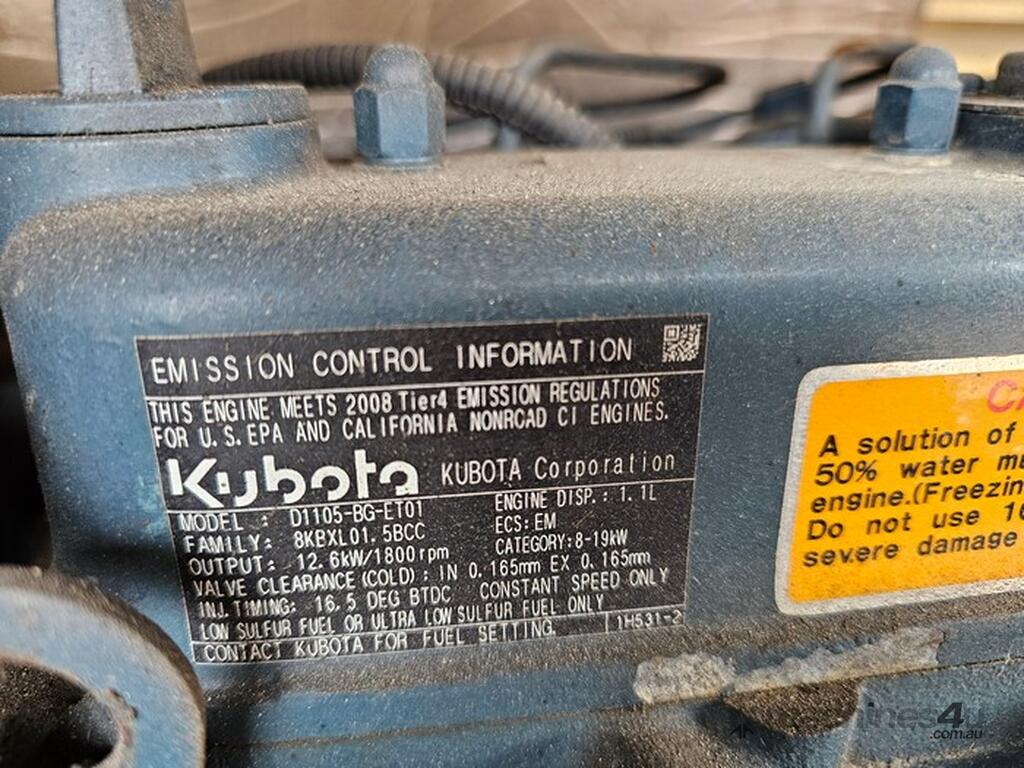 EMISSION CONTROL INFORMATION
THIS ENGINE MEETS 2008 Tier4 EMISSION REGULATIONS
FOR U.S. EPA AND CALIFORNIA NONROAD CI ENGINES.
Kubota KUBOTA Corporation
MODEL : D1105-BG-ET01
ENGINE DISP.: 1.1L
FAMILY: 8KBXL01.5BCC
ECS: EM
OUTPUT: 12.6kW/1800rpm
CATEGORY: 8-19kW
VALVE CLEARANCE(COLD): IN 0.165mm EX 0.165mm
INJ.TIMING: 16.5 DEG BTDC CONSTANT SPEED ONLY
LOW SULFUR FUEL OR ULTRA LOW SULFUR FUEL ONLY
CONTACT KUBOTA FOR FUEL SETTING. 1H531-2
A solution of
50% water
engine.(Freezin
Do not use 10
severe damage
ines4u
.com.au